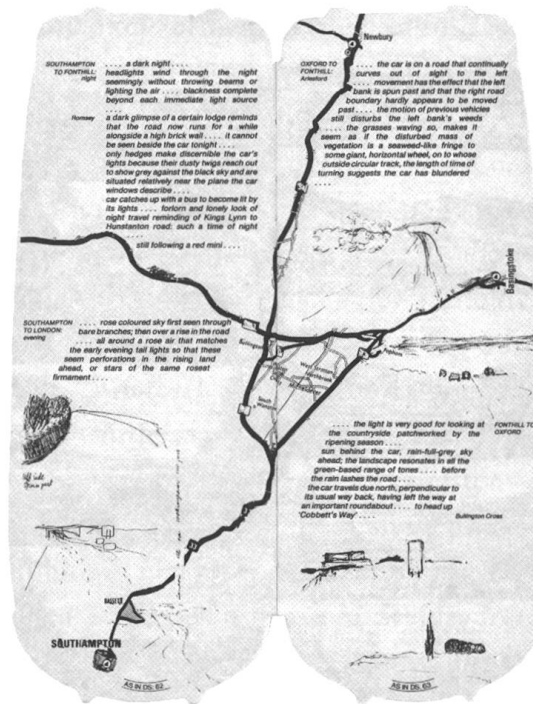 SOUTHAMPTON TO FONTHILL: night
. . . . a dark night . . . .
headlights wind through the night
seemingly without throwing beams or
lighting the air . . . . blackness complete
beyond each immediate light source
. . . .
Romsey
a dark glimpse of a certain lodge reminds
that the road now runs for a while
alongside a high brick wall . . . . it cannot
be seen beside the car tonight . . . .
only hedges make discernible the car's
lights because their dusty twigs reach out
to show grey against the black sky and are
situated relatively near the plane the car
windows describe . . . .
car catches up with a bus to become lit by
its lights . . . . forlorn and lonely look of
night travel reminding of Kings Lynn to
Hunstanton road: such a time of night
. . . .
still following a red mini . . . .
Newbury
OXFORD TO
FONTHILL:
Arlesford
. . . . the car is on a road that continually
curves out of sight to the left
. . . . movement has the effect that the left
bank is spun past and that the right road
boundary hardly appears to be moved
past . . . . the motion of previous vehicles
still disturbs the left bank's weeds
. . . . the grasses waving so, makes it
seem as if the disturbed mass of
vegetation is a seaweed-like fringe to
some giant, horizontal wheel, on to whose
outside circular track, the length of time of
turning suggests the car has blundered
. . . .
Basingstoke
SOUTHAMPTON
TO LONDON:
evening
. . . . rose coloured sky first seen through
bare branches; then over a rise in the road
. . . . all around a rose air that matches
the early evening tail lights so that these
seem perforations in the rising land
ahead, or stars of the same roseat
firmament . . . .
Popham
South
FONTHILL TO
OXFORD
. . . . the light is very good for looking at
the countryside patchworked by the
ripening season . . . .
sun behind the car, rain-full-grey sky
ahead; the landscape resonates in all the
green-based range of tones . . . . before
the rain lashes the road . . . .
the car travels due north, perpendicular to
its usual way back, having left the way at
an important roundabout . . . . to head up
'Cobbett's Way' . . . .
Bullington Cross
left side
BASSETT
SOUTHAMPTON
AS IN DS. 62
AS IN DS. 63